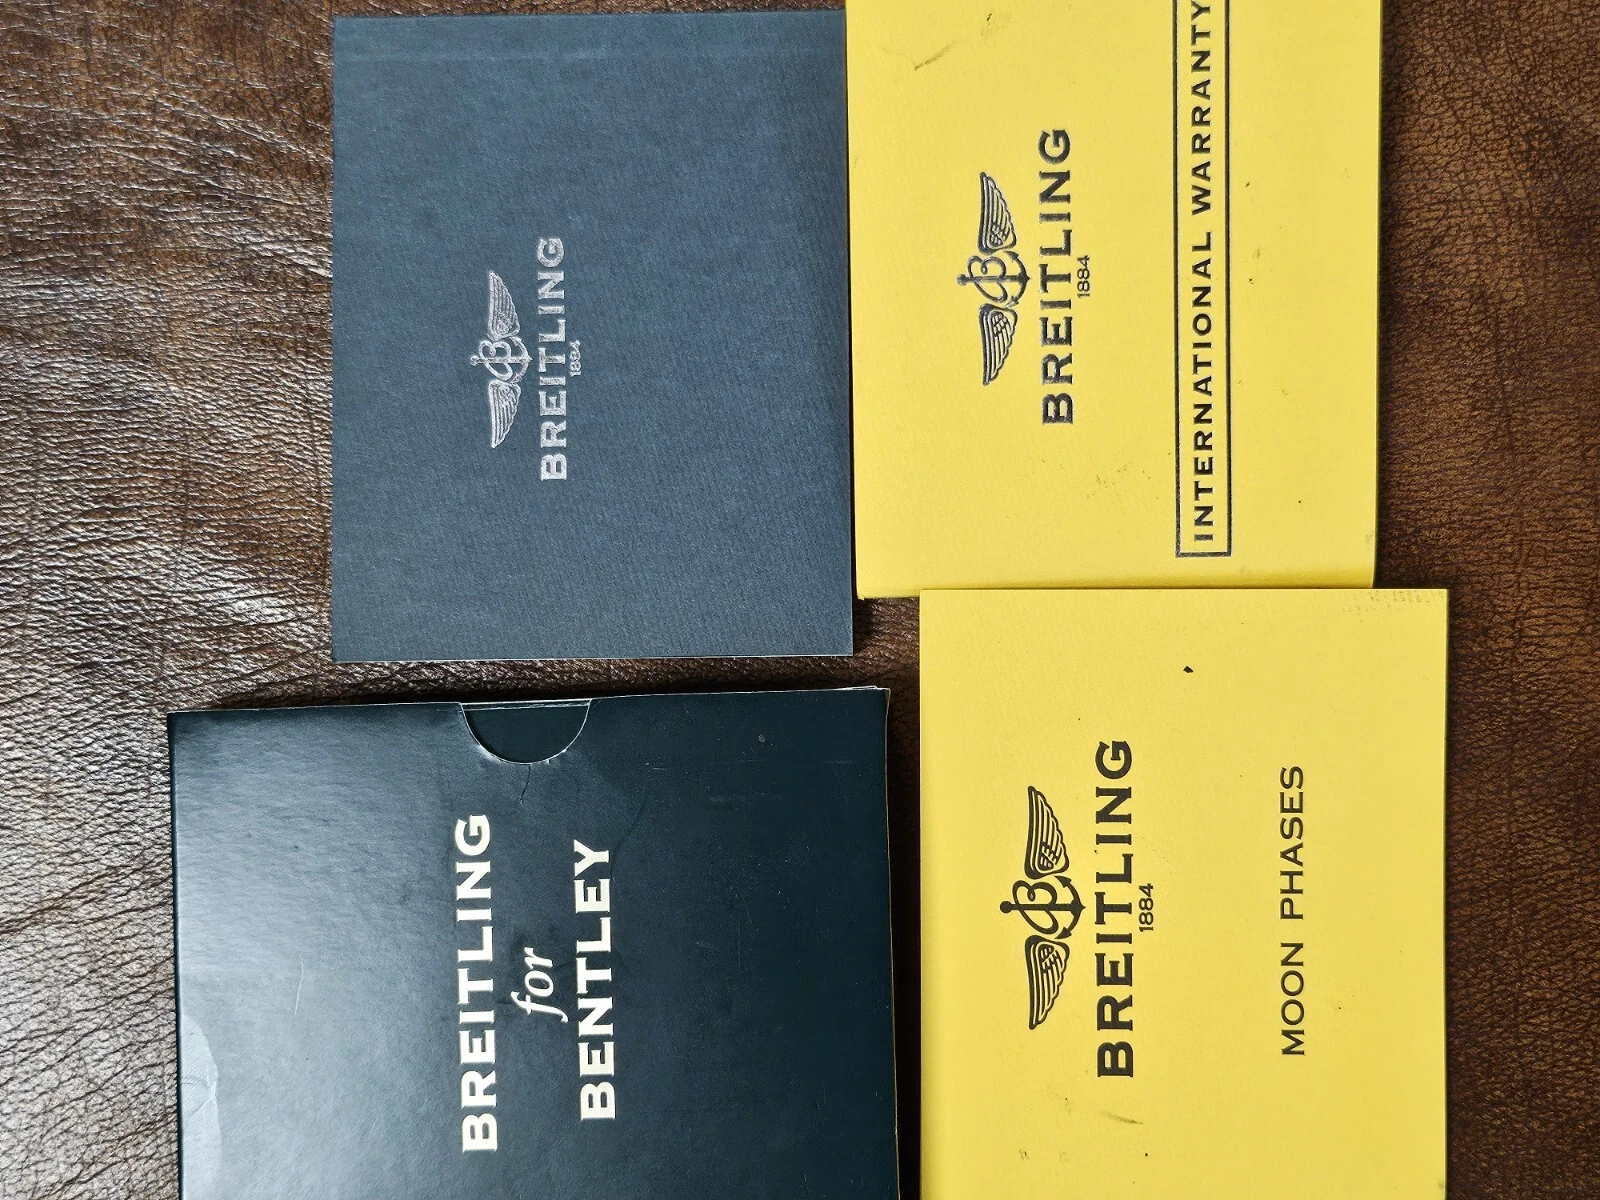 BREITLING
1884
BREITLING
1884
INTERNATIONAL WARRANTY
BREITLING
for
BENTLEY
BREITLING
1884
MOON PHASES